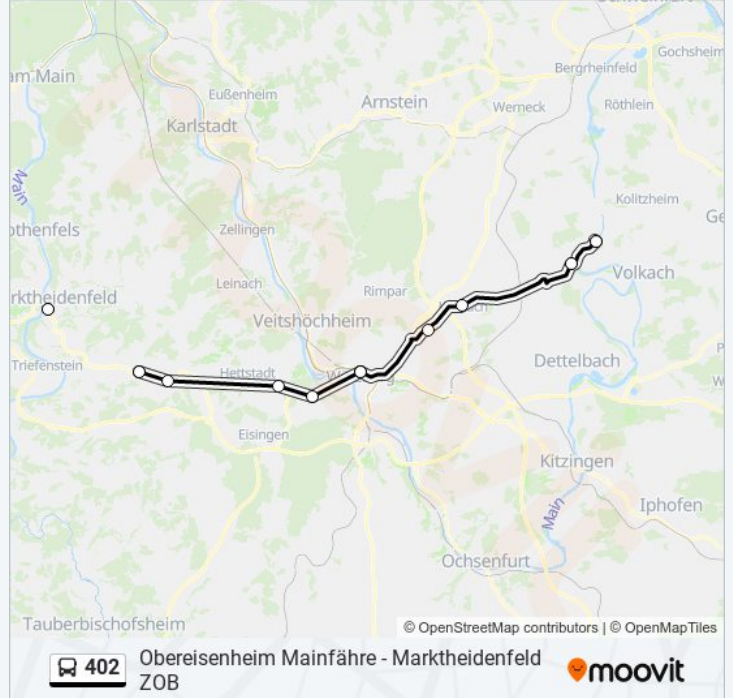 Schweinfurt
Gochsheim
am Main
Bergrheinfeld
Eußenheim
Arnstein
Werneck
Röthlein
Karlstadt
Main
Kolitzheim
othenfels
Zellingen
Ge
Volkach
Leinach
Rimpar
rktheidenfeld
ach
Veitshöchheim
Triefenstein
Hettstadt
Dettelbach
Eisingen
Kitzingen
Iphofen
Main
Ochsenfurt
Tauberbischofsheim
© OpenStreetMap contributors | © OpenMapTiles
402
Obereisenheim Mainfähre - Marktheidenfeld
ZOB
moovit